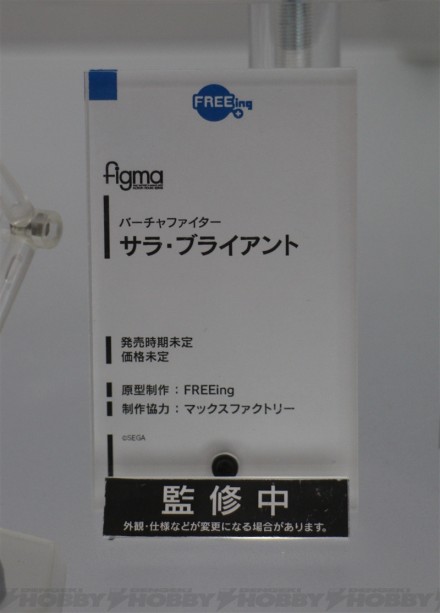 FREEing
figma
バーチャファイター
サラ・ブライアント
発売時期未定
価格未定
原型制作：FREEing
制作協力：マックスファクトリー
©SEGA
監修中
外観・仕様などが変更になる場合があります。
HOBBY HOBBY HOBBY HOBBY